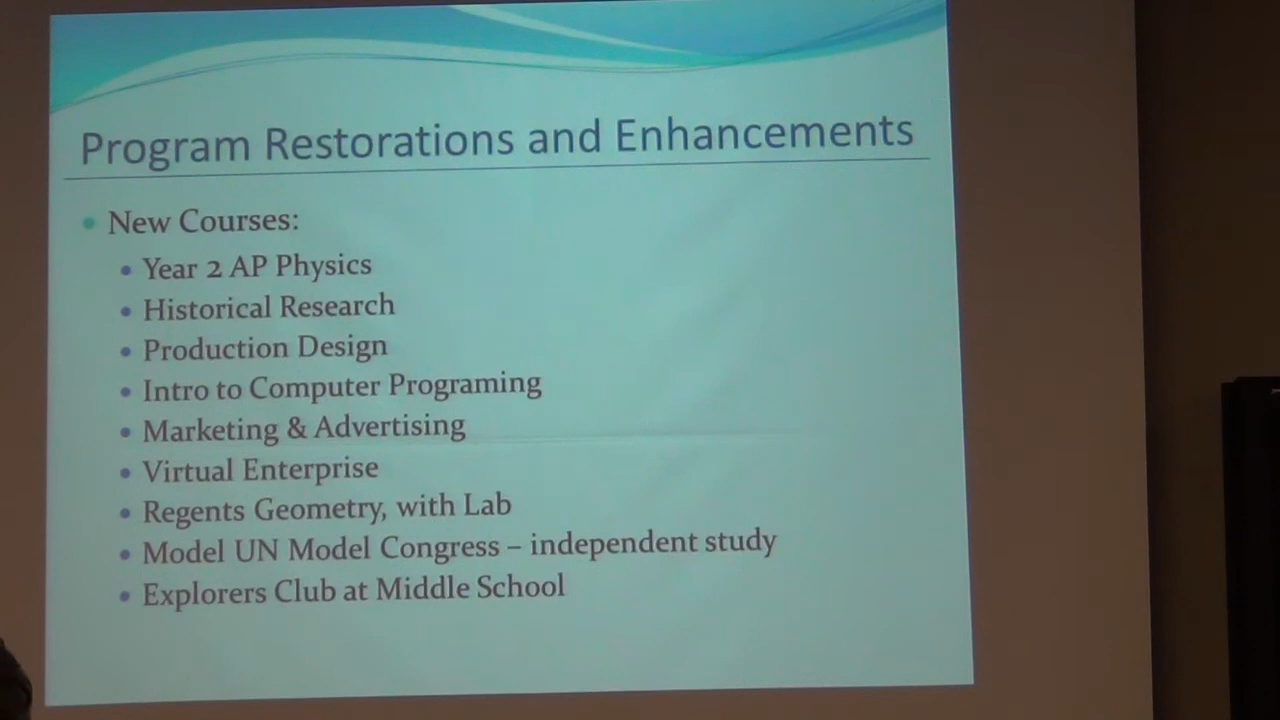 Program Restorations and Enhancements
• New Courses:
• Year 2 AP Physics
• Historical Research
• Production Design
• Intro to Computer Programing
• Marketing & Advertising
• Virtual Enterprise
• Regents Geometry, with Lab
• Model UN Model Congress – independent study
• Explorers Club at Middle School